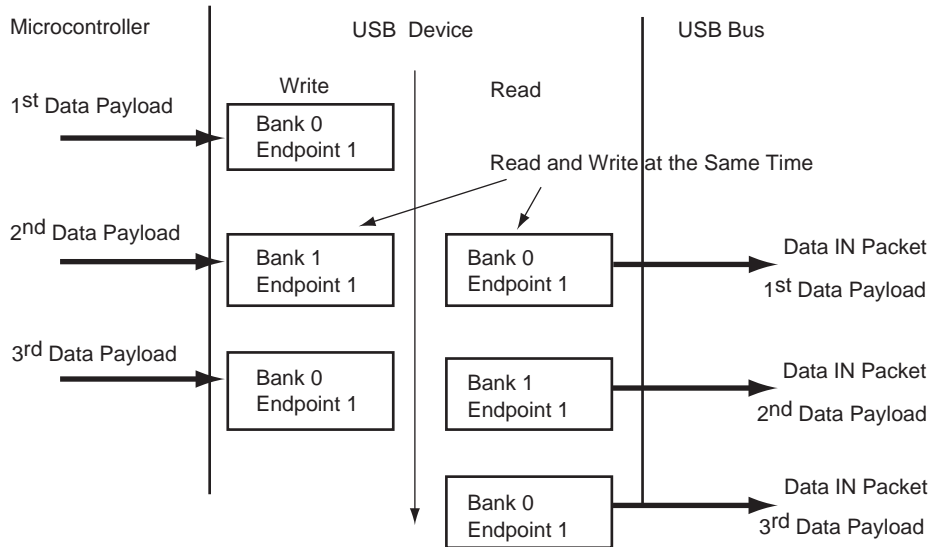 Microcontroller
USB Device
USB Bus
Write
Read
1st Data Payload
Bank 0
Endpoint 1
Read and Write at the Same Time
2nd Data Payload
Bank 1
Endpoint 1
Bank 0
Endpoint 1
Data IN Packet
1st Data Payload
3rd Data Payload
Bank 0
Endpoint 1
Bank 1
Endpoint 1
Data IN Packet
2nd Data Payload
Bank 0
Endpoint 1
Data IN Packet
3rd Data Payload